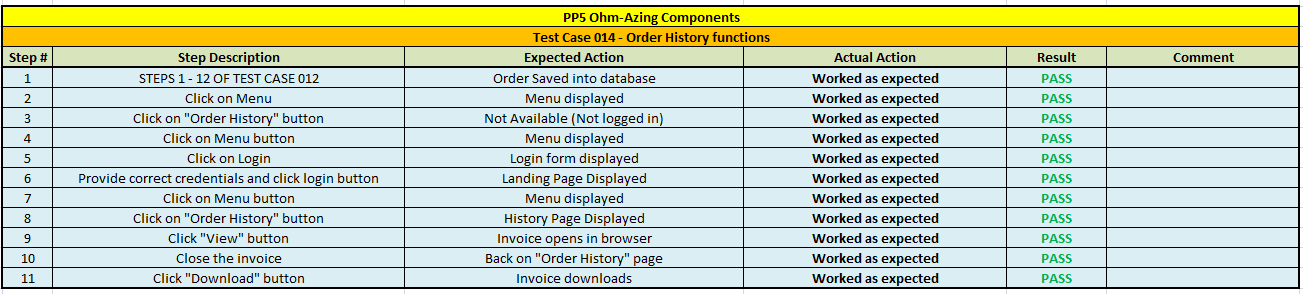 PP5 Ohm-Azing Components
Test Case 014 - Order History functions
Step # Step Description Expected Action Actual Action Result Comment
1 STEPS 1 - 12 OF TEST CASE 012 Order Saved into database Worked as expected PASS
2 Click on Menu Menu displayed Worked as expected PASS
3 Click on "Order History" button Not Available (Not logged in) Worked as expected PASS
4 Click on Menu button Menu displayed Worked as expected PASS
5 Click on Login Login form displayed Worked as expected PASS
6 Provide correct credentials and click login button Landing Page Displayed Worked as expected PASS
7 Click on Menu button Menu displayed Worked as expected PASS
8 Click on "Order History" button History Page Displayed Worked as expected PASS
9 Click "View" button Invoice opens in browser Worked as expected PASS
10 Close the invoice Back on "Order History" page Worked as expected PASS
11 Click "Download" button Invoice downloads Worked as expected PASS